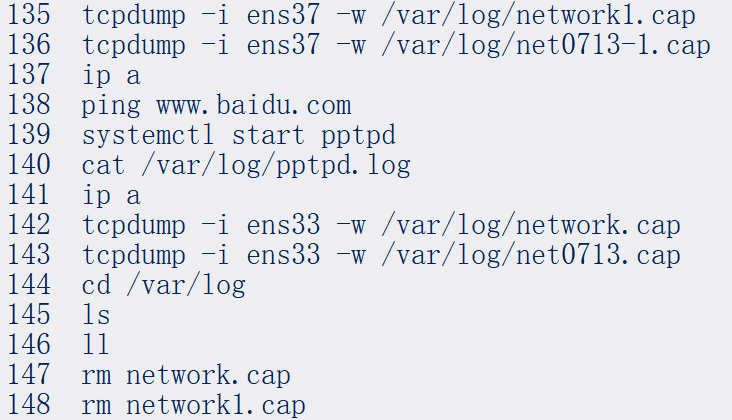 135 tcpdump -i ens37 -w /var/log/network1.cap
136 tcpdump -i ens37 -w /var/log/net0713-1.cap
137 ip a
138 ping www.baidu.com
139 systemctl start pptpd
140 cat /var/log/pptpd.log
141 ip a
142 tcpdump -i ens33 -w /var/log/network.cap
143 tcpdump -i ens33 -w /var/log/net0713.cap
144 cd /var/log
145 ls
146 ll
147 rm network.cap
148 rm network1.cap